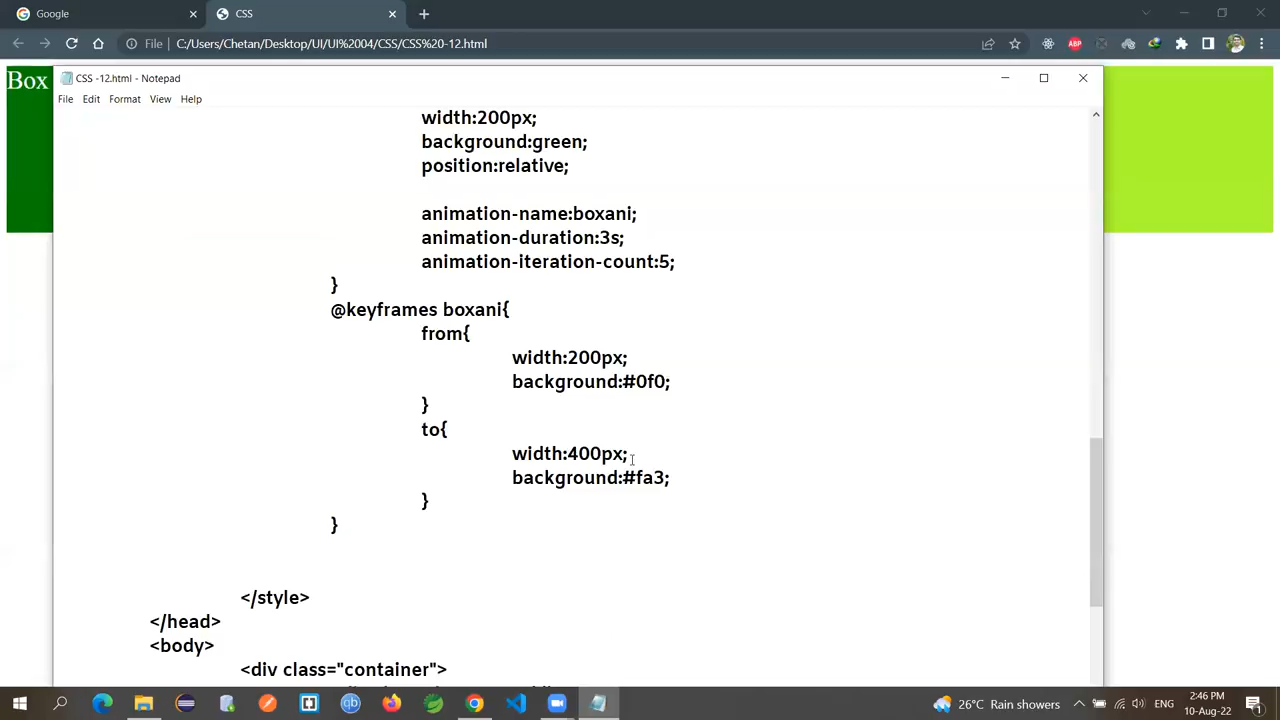 Google
CSS
File
C:/Users/Chetan/Desktop/UI/UI%2004/CSS/CSS%20-12.html
ABP
Box
CSS -12.html - Notepad
File Edit Format View Help
width:200px;
background:green;
position:relative;
animation-name:boxani;
animation-duration:3s;
animation-iteration-count:5;
}
@keyframes boxani{
from{
width:200px;
background:#0f0;
}
to{
width:400px;
background:#fa3;
}
}
</style>
</head>
<body>
<div class="container">
26°C Rain showers
ENG
2:46 PM
10-Aug-22